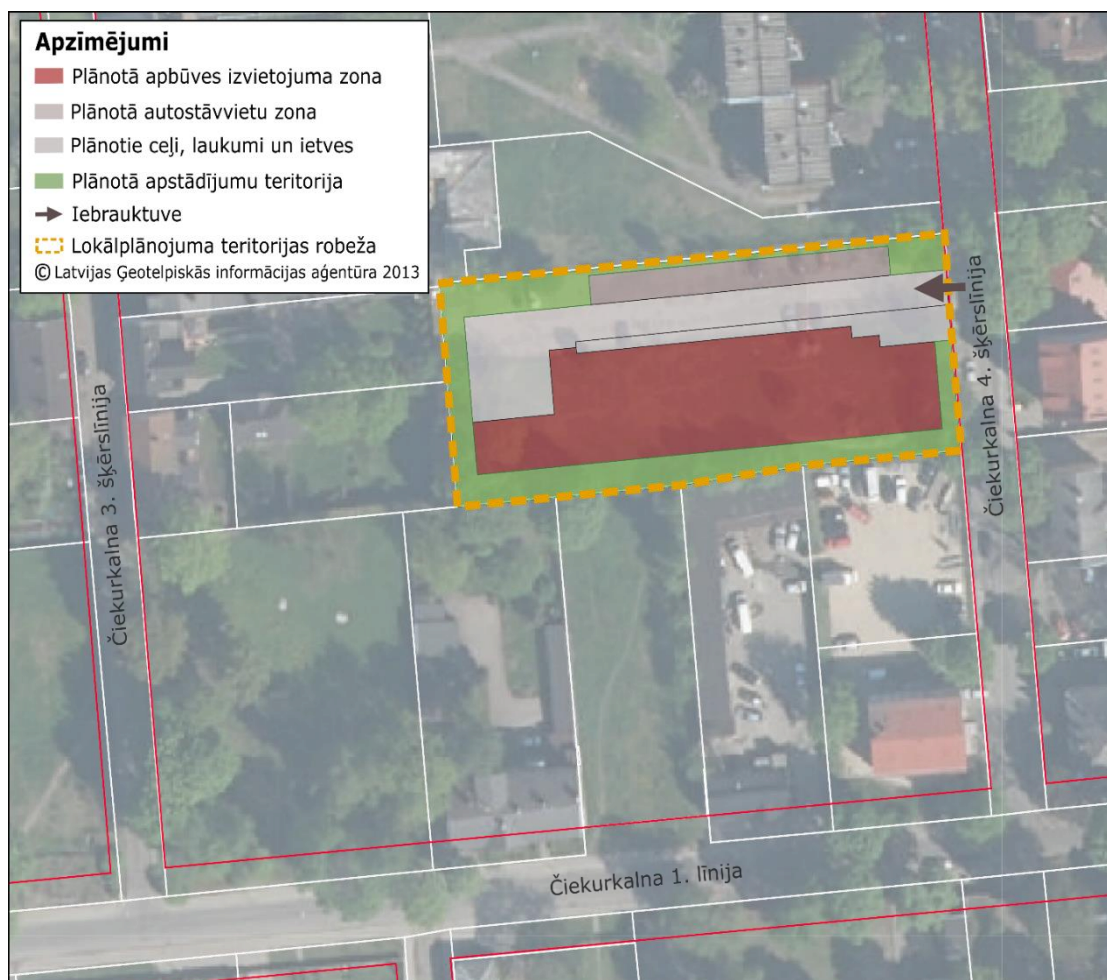 Apzīmējumi
Plānotā apbūves izvietojuma zona
Plānotā autostāvvietu zona
Plānotie ceļi, laukumi un ietves
Plānotā apstādījumu teritorija
Iebrauktuve
Lokālplānojuma teritorijas robeža
© Latvijas Ģeotelpiskās informācijas aģentūra 2013
Čiekurkalna 3. šķērslīnija
Čiekurkalna 4. šķērslīnija
Čiekurkalna 1. līnija